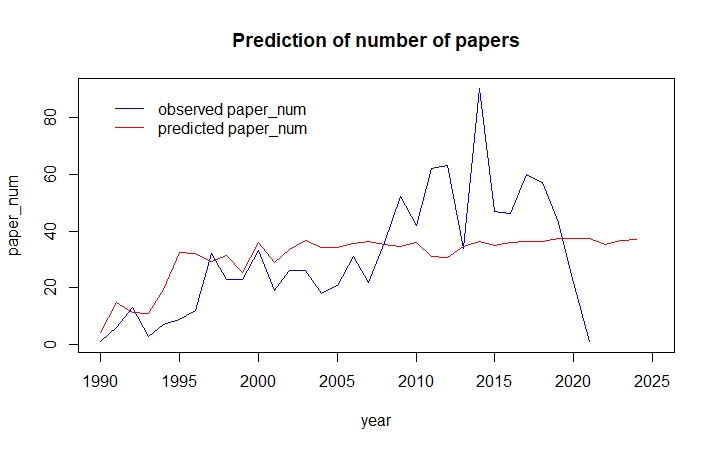 Prediction of number of papers
observed paper_num
predicted paper_num
paper_num
80
60
40
20
0
1990 1995 2000 2005 2010 2015 2020 2025
year